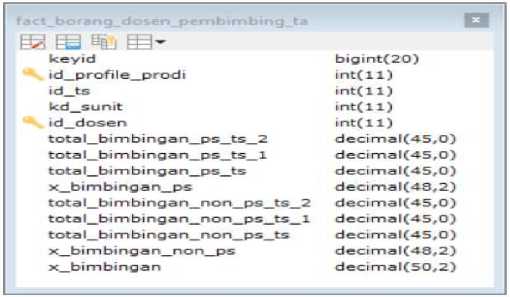 fact_borang_dosen_pembimbing_ta
keyid bigint(20)
id_profile_prodi int(11)
id_ts int(11)
kd_sunit int(11)
id_dosen int(11)
total_bimbingan_ps_ts_2 decimal(45,0)
total_bimbingan_ps_ts_1 decimal(45,0)
total_bimbingan_ps_ts decimal(45,0)
x_bimbingan_ps decimal(48,2)
total_bimbingan_non_ps_ts_2 decimal(45,0)
total_bimbingan_non_ps_ts_1 decimal(45,0)
total_bimbingan_non_ps_ts decimal(45,0)
x_bimbingan_non_ps decimal(48,2)
x_bimbingan decimal(50,2)